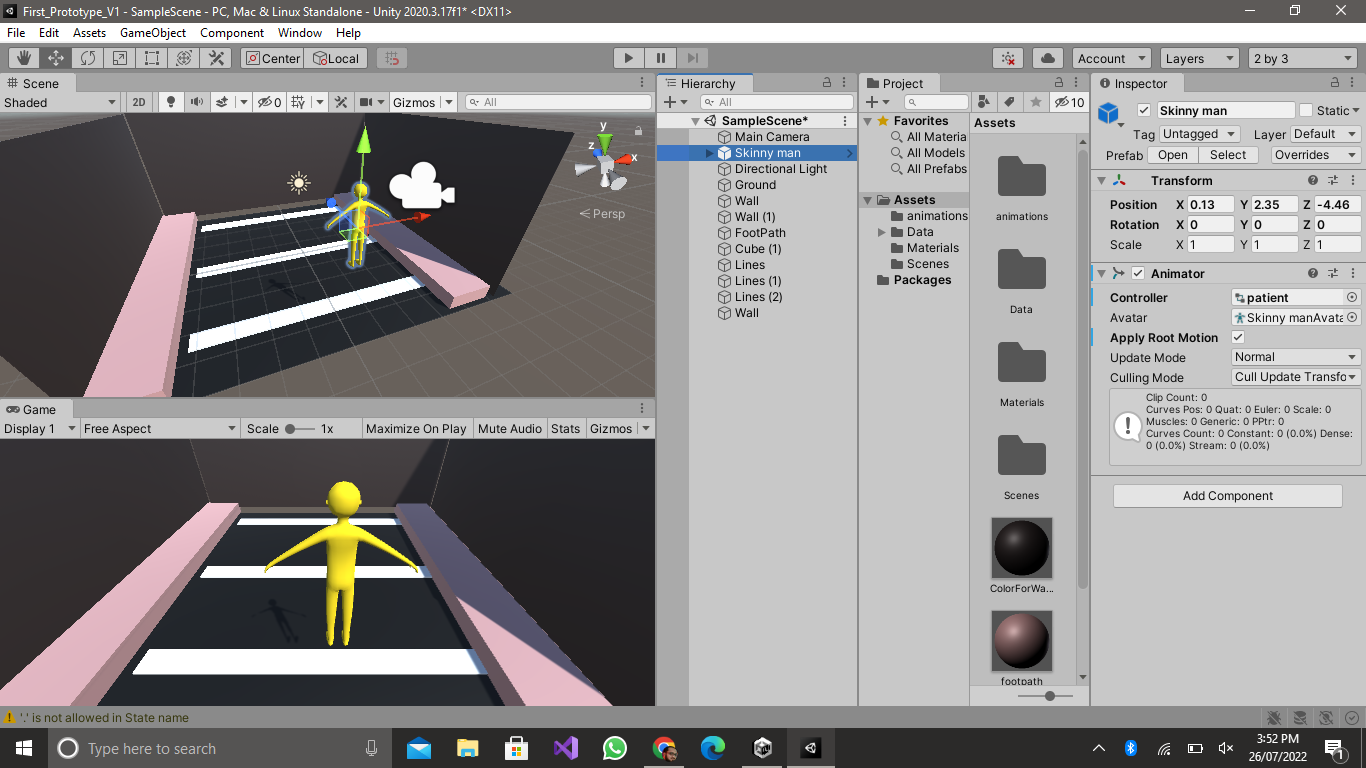 First_Prototype_V1 - SampleScene - PC, Mac & Linux Standalone - Unity 2020.3.17f1* <DX11>
File Edit Assets GameObject Component Window Help
Center Local Account Layers 2 by 3
Scene
Shaded 2D 0 Gizmos All
y
z
x
Persp
Game
Display 1 Free Aspect Scale 1x Maximize On Play Mute Audio Stats Gizmos
Hierarchy
All
SampleScene*
Main Camera
Skinny man
Directional Light
Ground
Wall
Wall (1)
FootPath
Cube (1)
Lines
Lines (1)
Lines (2)
Wall
Project
10
Favorites
All Materia
All Models
All Prefabs
Assets
animations
Data
Materials
Scenes
Packages
Assets
animations
Data
Materials
Scenes
ColorForWa...
footpath
Inspector
Skinny man Static
Tag Untagged Layer Default
Prefab Open Select Overrides
Transform
Position X 0.13 Y 2.35 Z -4.46
Rotation X 0 Y 0 Z 0
Scale X 1 Y 1 Z 1
Animator
Controller patient
Avatar Skinny manAvata
Apply Root Motion
Update Mode Normal
Culling Mode Cull Update Transfo
Clip Count: 0
Curves Pos: 0 Quat: 0 Euler: 0 Scale: 0
Muscles: 0 Generic: 0 PPtr: 0
Curves Count: 0 Constant: 0 (0.0%) Dense:
0 (0.0%) Stream: 0 (0.0%)
Add Component
'.' is not allowed in State name
Type here to search
3:52 PM
26/07/2022
1